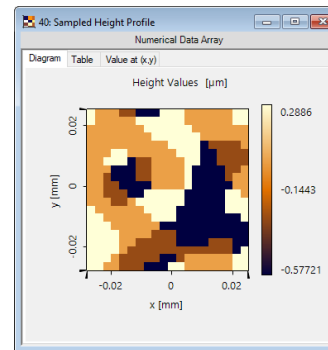 40: Sampled Height Profile
Numerical Data Array
Diagram Table Value at (x,y)
Height Values [µm]
0.2886
-0.1443
-0.57721
y [mm]
0.02
0
-0.02
-0.02 0 0.02
x [mm]